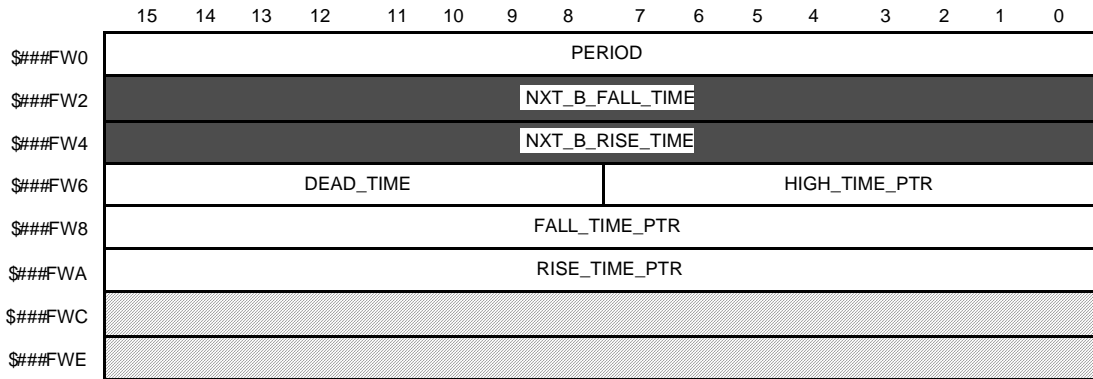 15 14 13 12 11 10 9 8 7 6 5 4 3 2 1 0
$###FW0 PERIOD
$###FW2 NXT_B_FALL_TIME
$###FW4 NXT_B_RISE_TIME
$###FW6 DEAD_TIME HIGH_TIME_PTR
$###FW8 FALL_TIME_PTR
$###FWA RISE_TIME_PTR
$###FWC
$###FWE